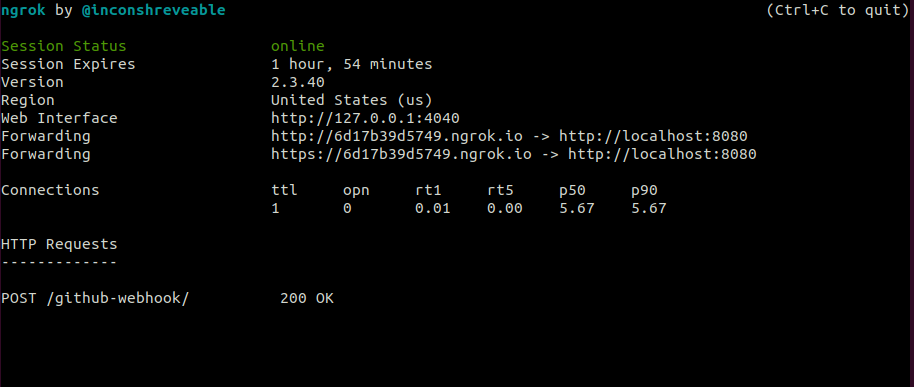 ngrok by @inconshreveable (Ctrl+C to quit)
Session Status online
Session Expires 1 hour, 54 minutes
Version 2.3.40
Region United States (us)
Web Interface http://127.0.0.1:4040
Forwarding http://6d17b39d5749.ngrok.io -> http://localhost:8080
Forwarding https://6d17b39d5749.ngrok.io -> http://localhost:8080
Connections ttl opn rt1 rt5 p50 p90
1 0 0.01 0.00 5.67 5.67
HTTP Requests
-------------
POST /github-webhook/ 200 OK